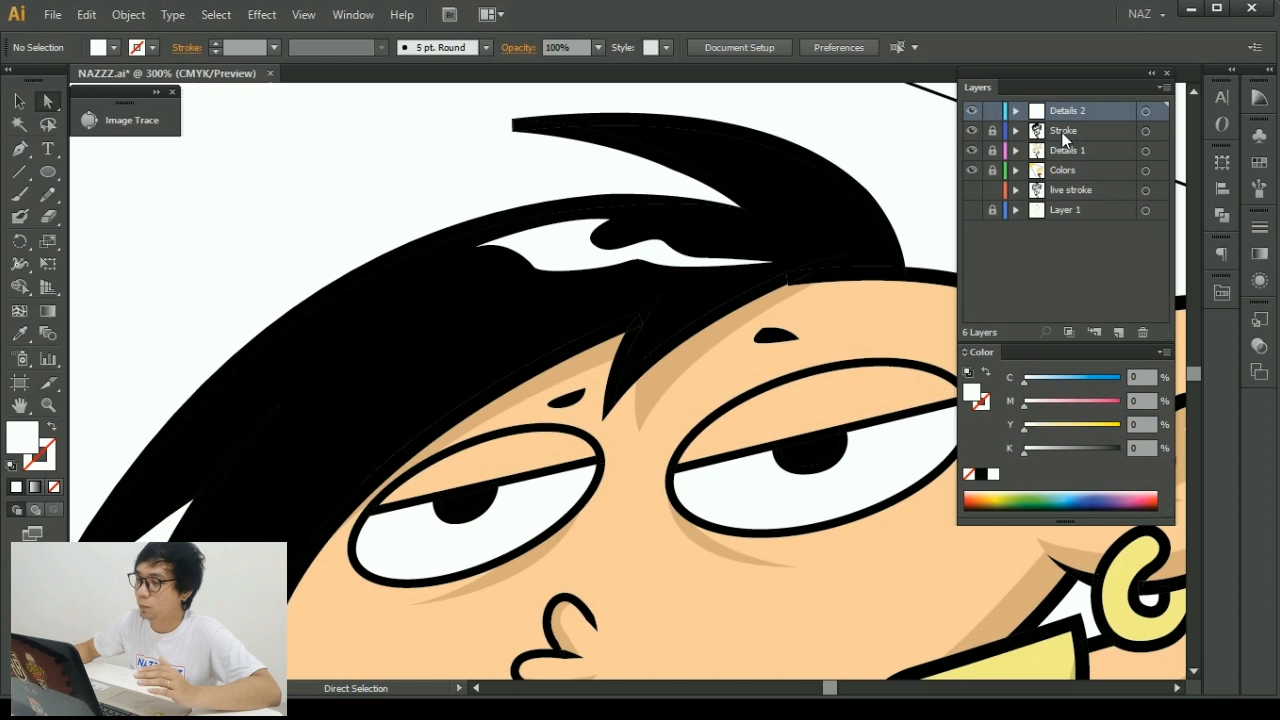 Ai File Edit Object Type Select Effect View Window Help Br NAZ
No Selection Stroke: 5 pt. Round Opacity: 100% Style: Document Setup Preferences
NAZZZ.ai* @ 300% (CMYK/Preview)
Image Trace
Layers
Details 2
Stroke
Details 1
Colors
live stroke
Layer 1
6 Layers
Color
C 0 %
M 0 %
Y 0 %
K 0 %
Direct Selection